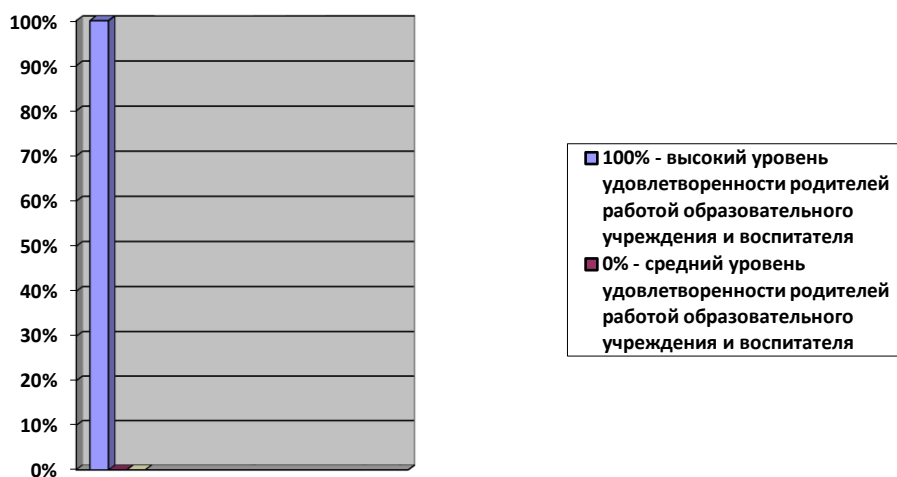 100%
90%
80%
70%
60%
50%
40%
30%
20%
10%
0%
100% - высокий уровень
удовлетворенности родителей
работой образовательного
учреждения и воспитателя
0% - средний уровень
удовлетворенности родителей
работой образовательного
учреждения и воспитателя